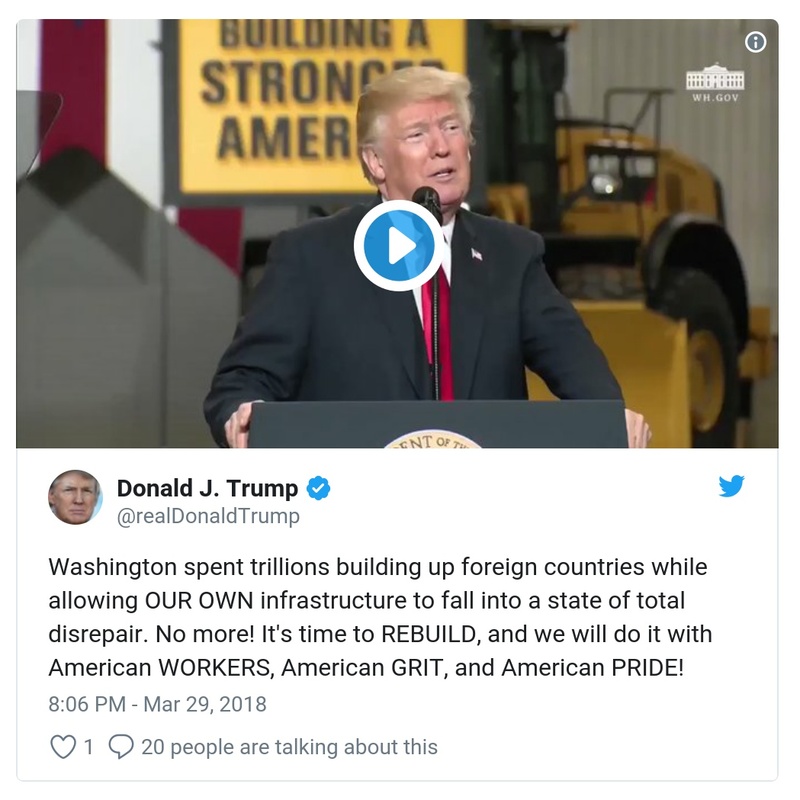 BUILDING A
STRONGER
AMER
WH.GOV
ENT OF TH
Donald J. Trump
@realDonaldTrump
Washington spent trillions building up foreign countries while
allowing OUR OWN infrastructure to fall into a state of total
disrepair. No more! It's time to REBUILD, and we will do it with
American WORKERS, American GRIT, and American PRIDE!
8:06 PM - Mar 29, 2018
1 20 people are talking about this